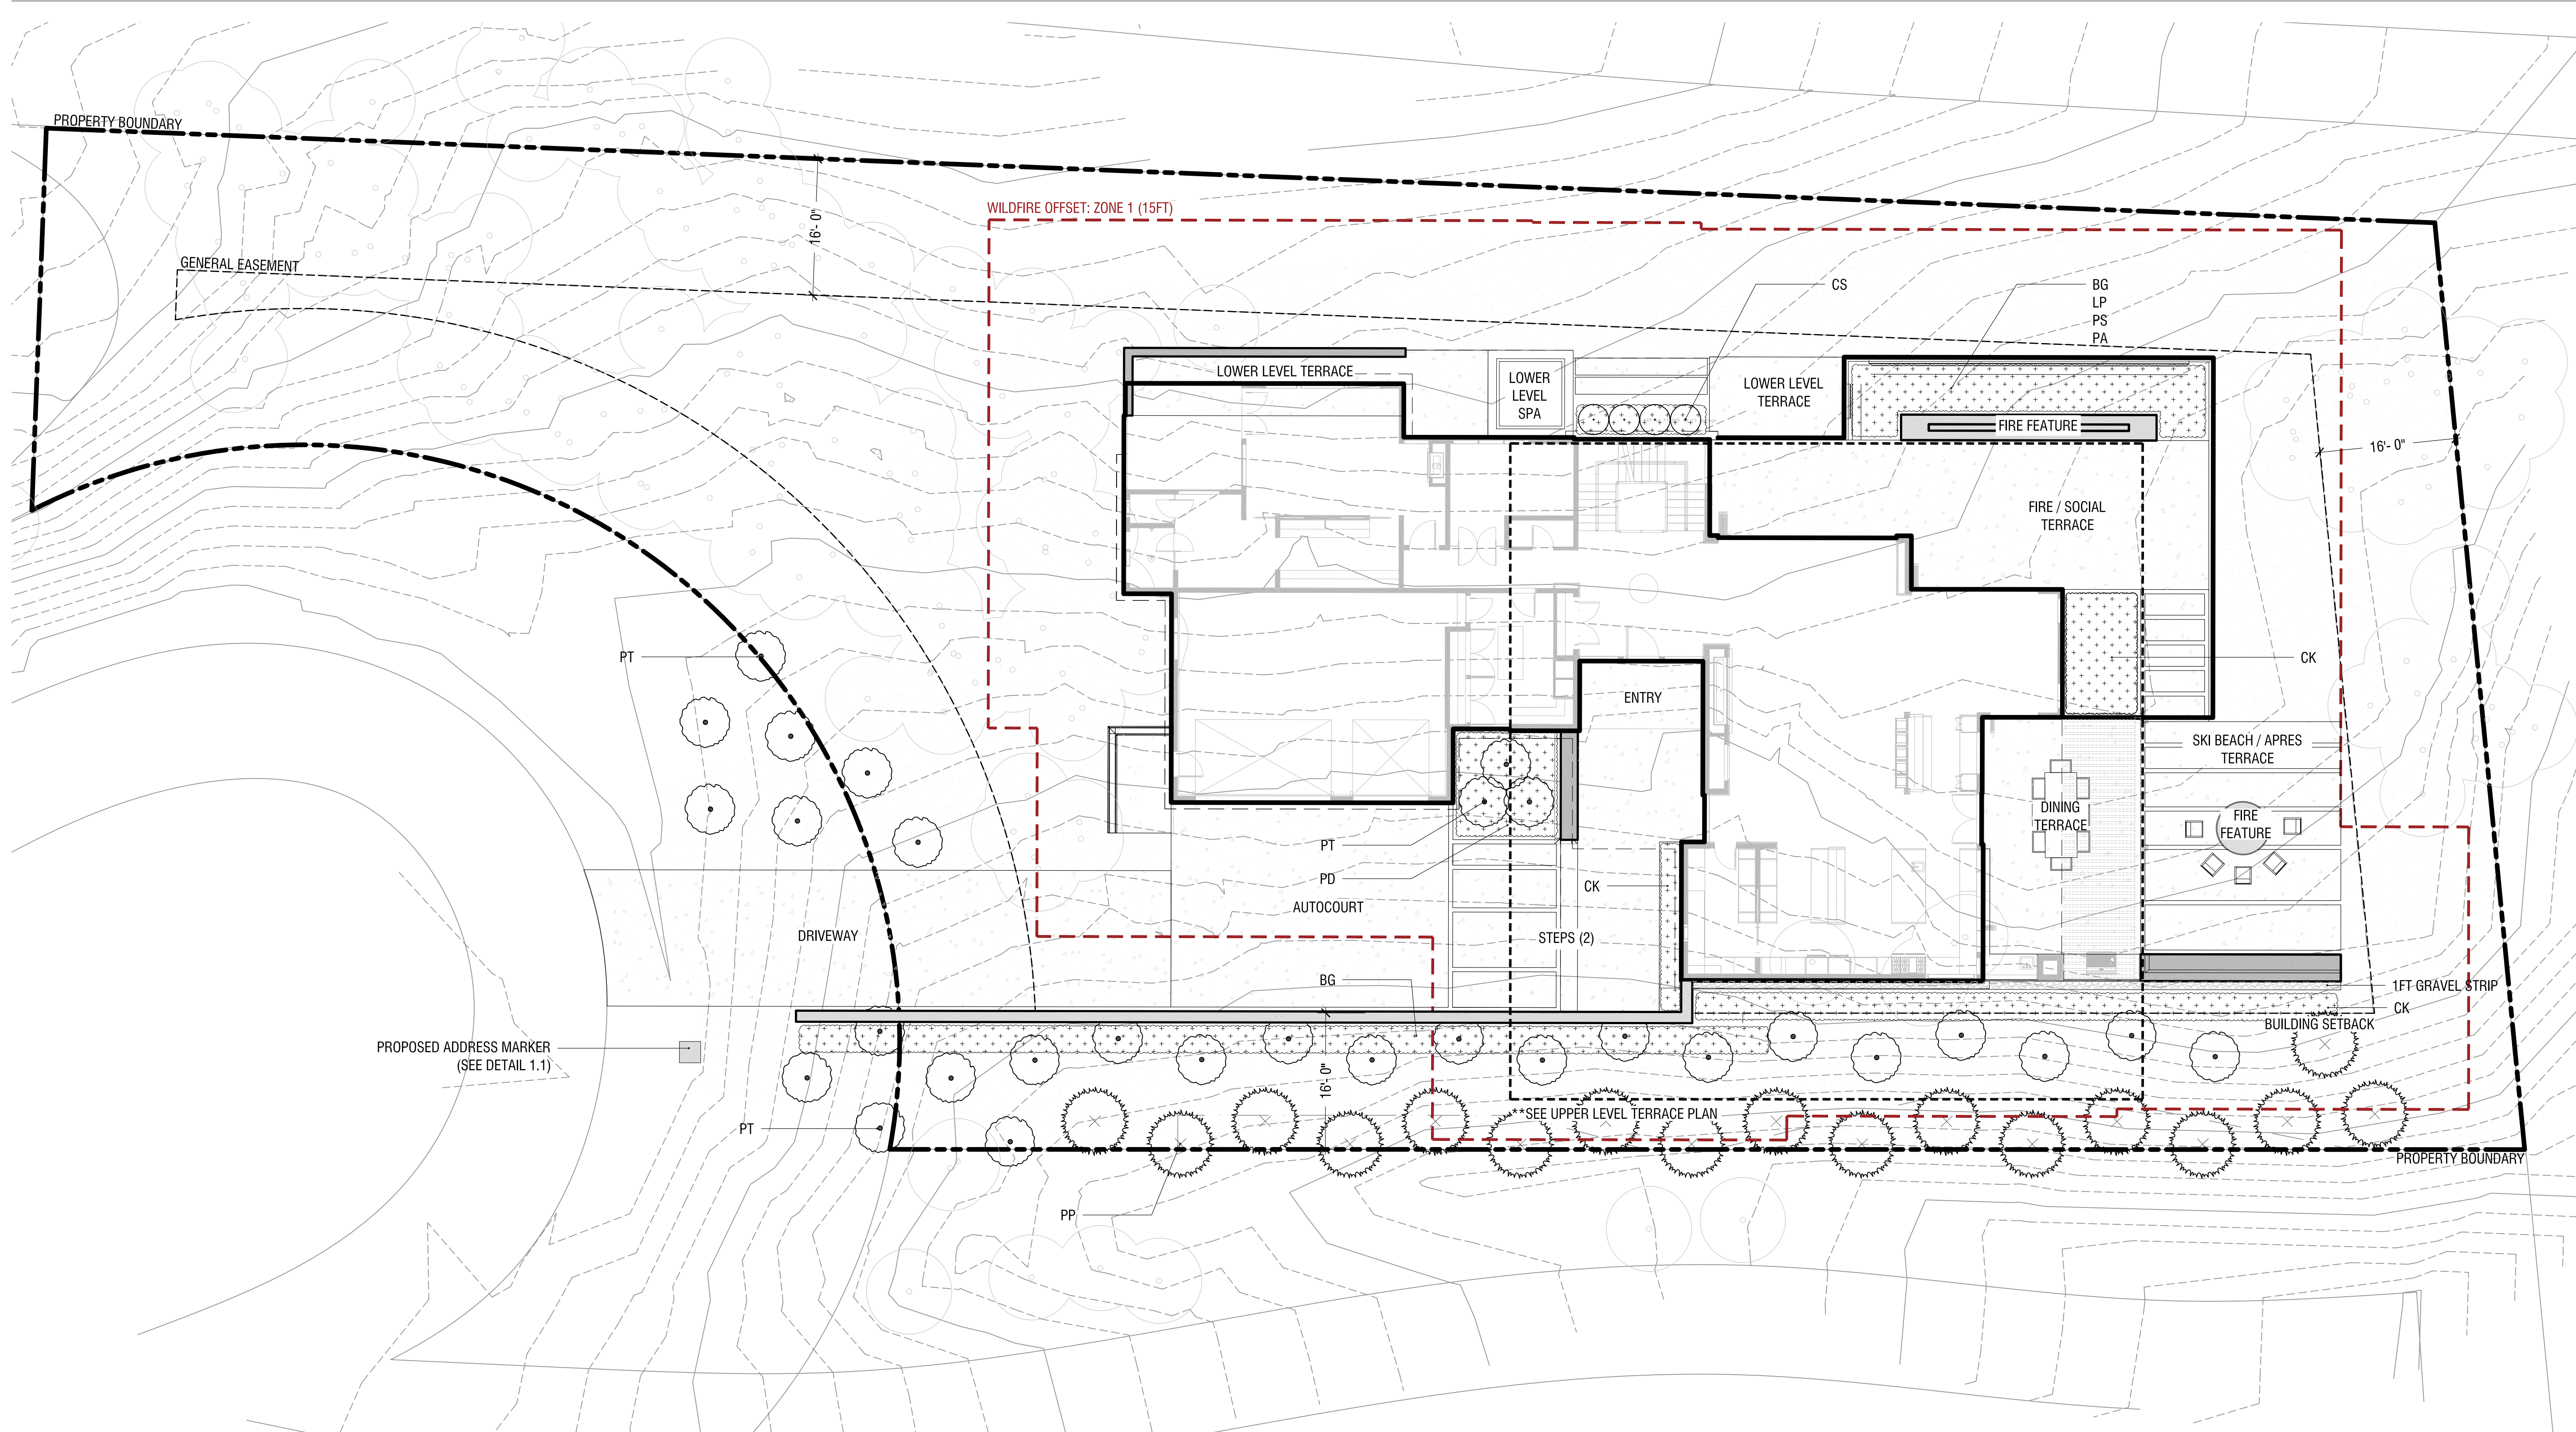 PROPERTY BOUNDARY
WILDFIRE OFFSET: ZONE 1 (15FT)
16'- 0"
GENERAL EASEMENT
CS
BG
LP
PS
PA
LOWER LEVEL TERRACE
LOWER
LEVEL
SPA
LOWER LEVEL
TERRACE
FIRE FEATURE
16'- 0"
FIRE / SOCIAL
TERRACE
PT
CK
ENTRY
SKI BEACH / APRES
TERRACE
DINING
TERRACE
FIRE
FEATURE
PT
PD
CK
AUTOCOURT
DRIVEWAY
STEPS (2)
BG
1FT GRAVEL STRIP
CK
BUILDING SETBACK
PROPOSED ADDRESS MARKER
(SEE DETAIL 1.1)
16'- 0"
**SEE UPPER LEVEL TERRACE PLAN
PT
PROPERTY BOUNDARY
PP